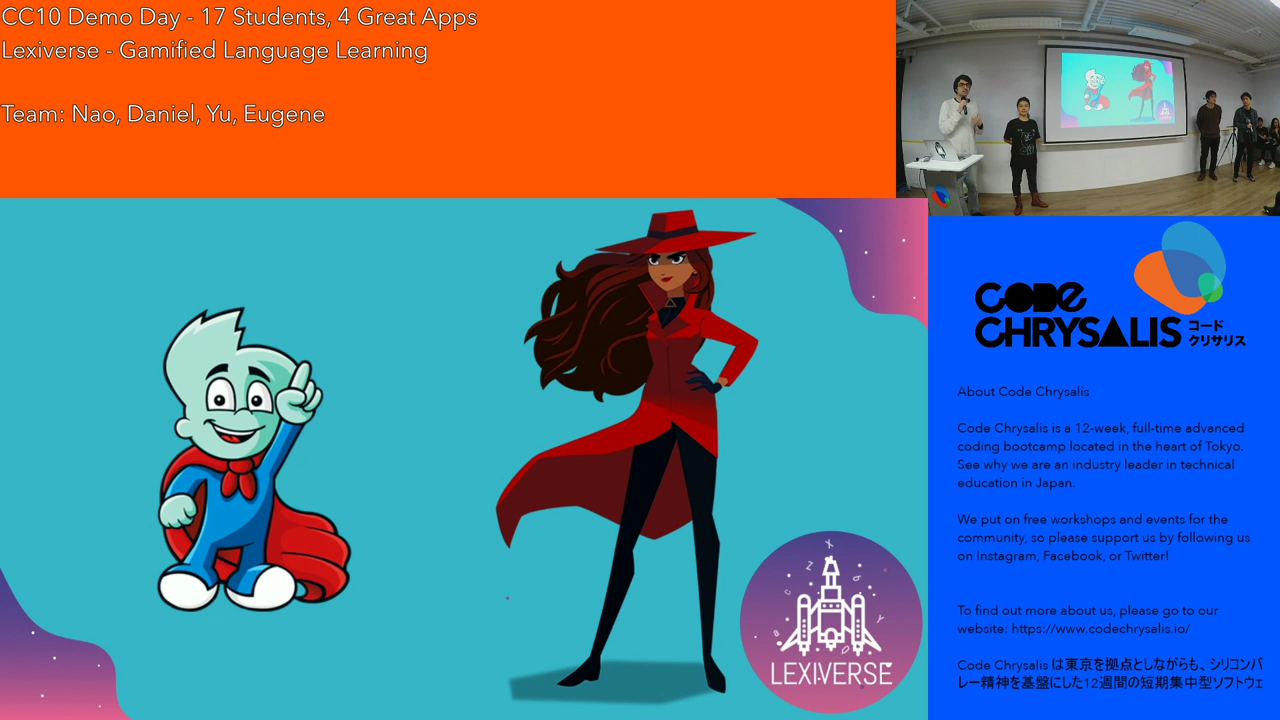 CC10 Demo Day - 17 Students, 4 Great Apps
Lexiverse - Gamified Language Learning
Team: Nao, Daniel, Yu, Eugene
LEXIVERSE
CODE
CHRYSALIS
コード
クリサリス
About Code Chrysalis
Code Chrysalis is a 12-week, full-time advanced
coding bootcamp located in the heart of Tokyo.
See why we are an industry leader in technical
education in Japan.
We put on free workshops and events for the
community, so please support us by following us
on Instagram, Facebook, or Twitter!
To find out more about us, please go to our
website: https://www.codechrysalis.io/
Code Chrysalis は東京を拠点としながらも、シリコンバ
レー精神を基盤にした12週間の短期集中型ソフトウェ